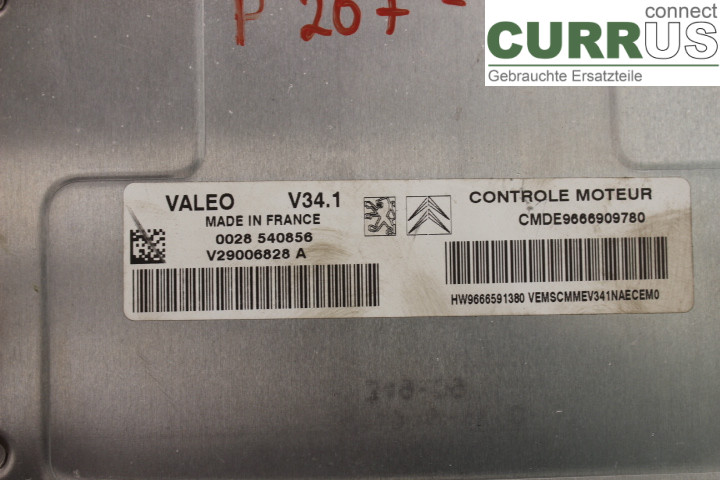 P 207
connect
CURRUS
Gebrauchte Ersatzteile
VALEO V34.1
MADE IN FRANCE
0028 540856
V29006828 A
CONTROLE MOTEUR
CMDE9666909780
HW9666591380 VEMSCMMEV341NAECEM0